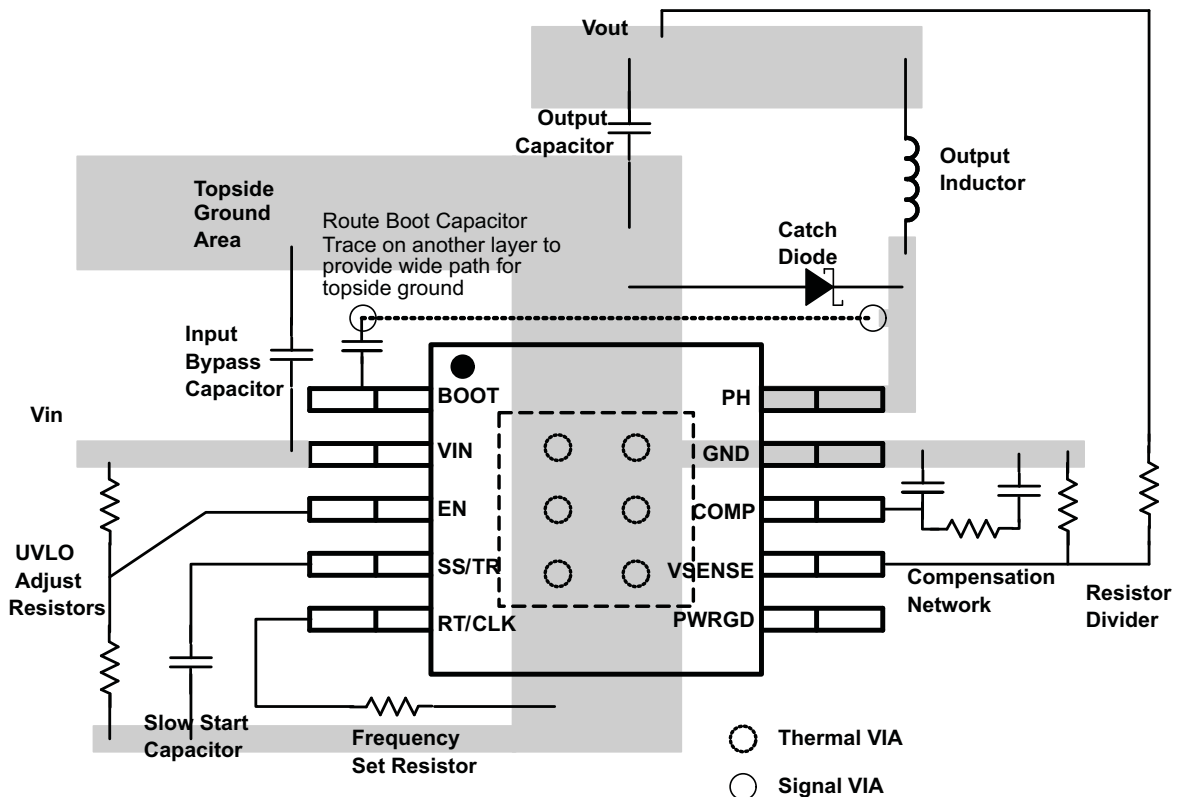 Vout
Output
Capacitor
Output
Inductor
Topside
Ground
Area
Route Boot Capacitor
Trace on another layer to
provide wide path for
topside ground
Catch
Diode
Input
Bypass
Capacitor
Vin
BOOT
VIN
EN
SS/TR
RT/CLK
PH
GND
COMP
VSENSE
PWRGD
UVLO
Adjust
Resistors
Compensation
Network
Resistor
Divider
Slow Start
Capacitor
Frequency
Set Resistor
Thermal VIA
Signal VIA